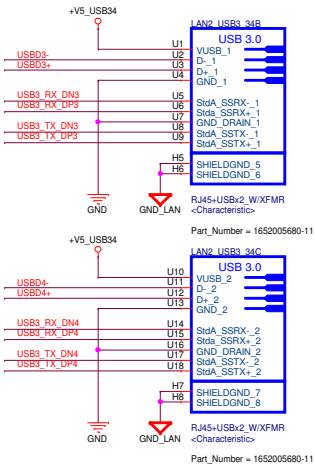 +V5_USB34
LAN2_USB3_34B
USB 3.0
U1 VUSB_1
USBD3- U2 D-_1
USBD3+ U3 D+_1
U4 GND_1
USB3_RX_DN3 U5 StdA_SSRX-_1
USB3_RX_DP3 U6 Stda_SSRX+_1
U7 GND_DRAIN_1
USB3_TX_DN3 U8 StdA_SSTX-_1
USB3_TX_DP3 U9 StdA_SSTX+_1
H5 SHIELDGND_5
H6 SHIELDGND_6
GND
GND_LAN
RJ45+USBx2_W/XFMR
<Characteristic>
Part_Number = 1652005680-11
+V5_USB34
LAN2_USB3_34C
USB 3.0
U10 VUSB_2
USBD4- U11 D-_2
USBD4+ U12 D+_2
U13 GND_2
USB3_RX_DN4 U14 StdA_SSRX-_2
USB3_RX_DP4 U15 Stda_SSRX+_2
U16 GND_DRAIN_2
USB3_TX_DN4 U17 StdA_SSTX-_2
USB3_TX_DP4 U18 StdA_SSTX+_2
H7 SHIELDGND_7
H8 SHIELDGND_8
GND
GND_LAN
RJ45+USBx2_W/XFMR
<Characteristic>
Part_Number = 1652005680-11